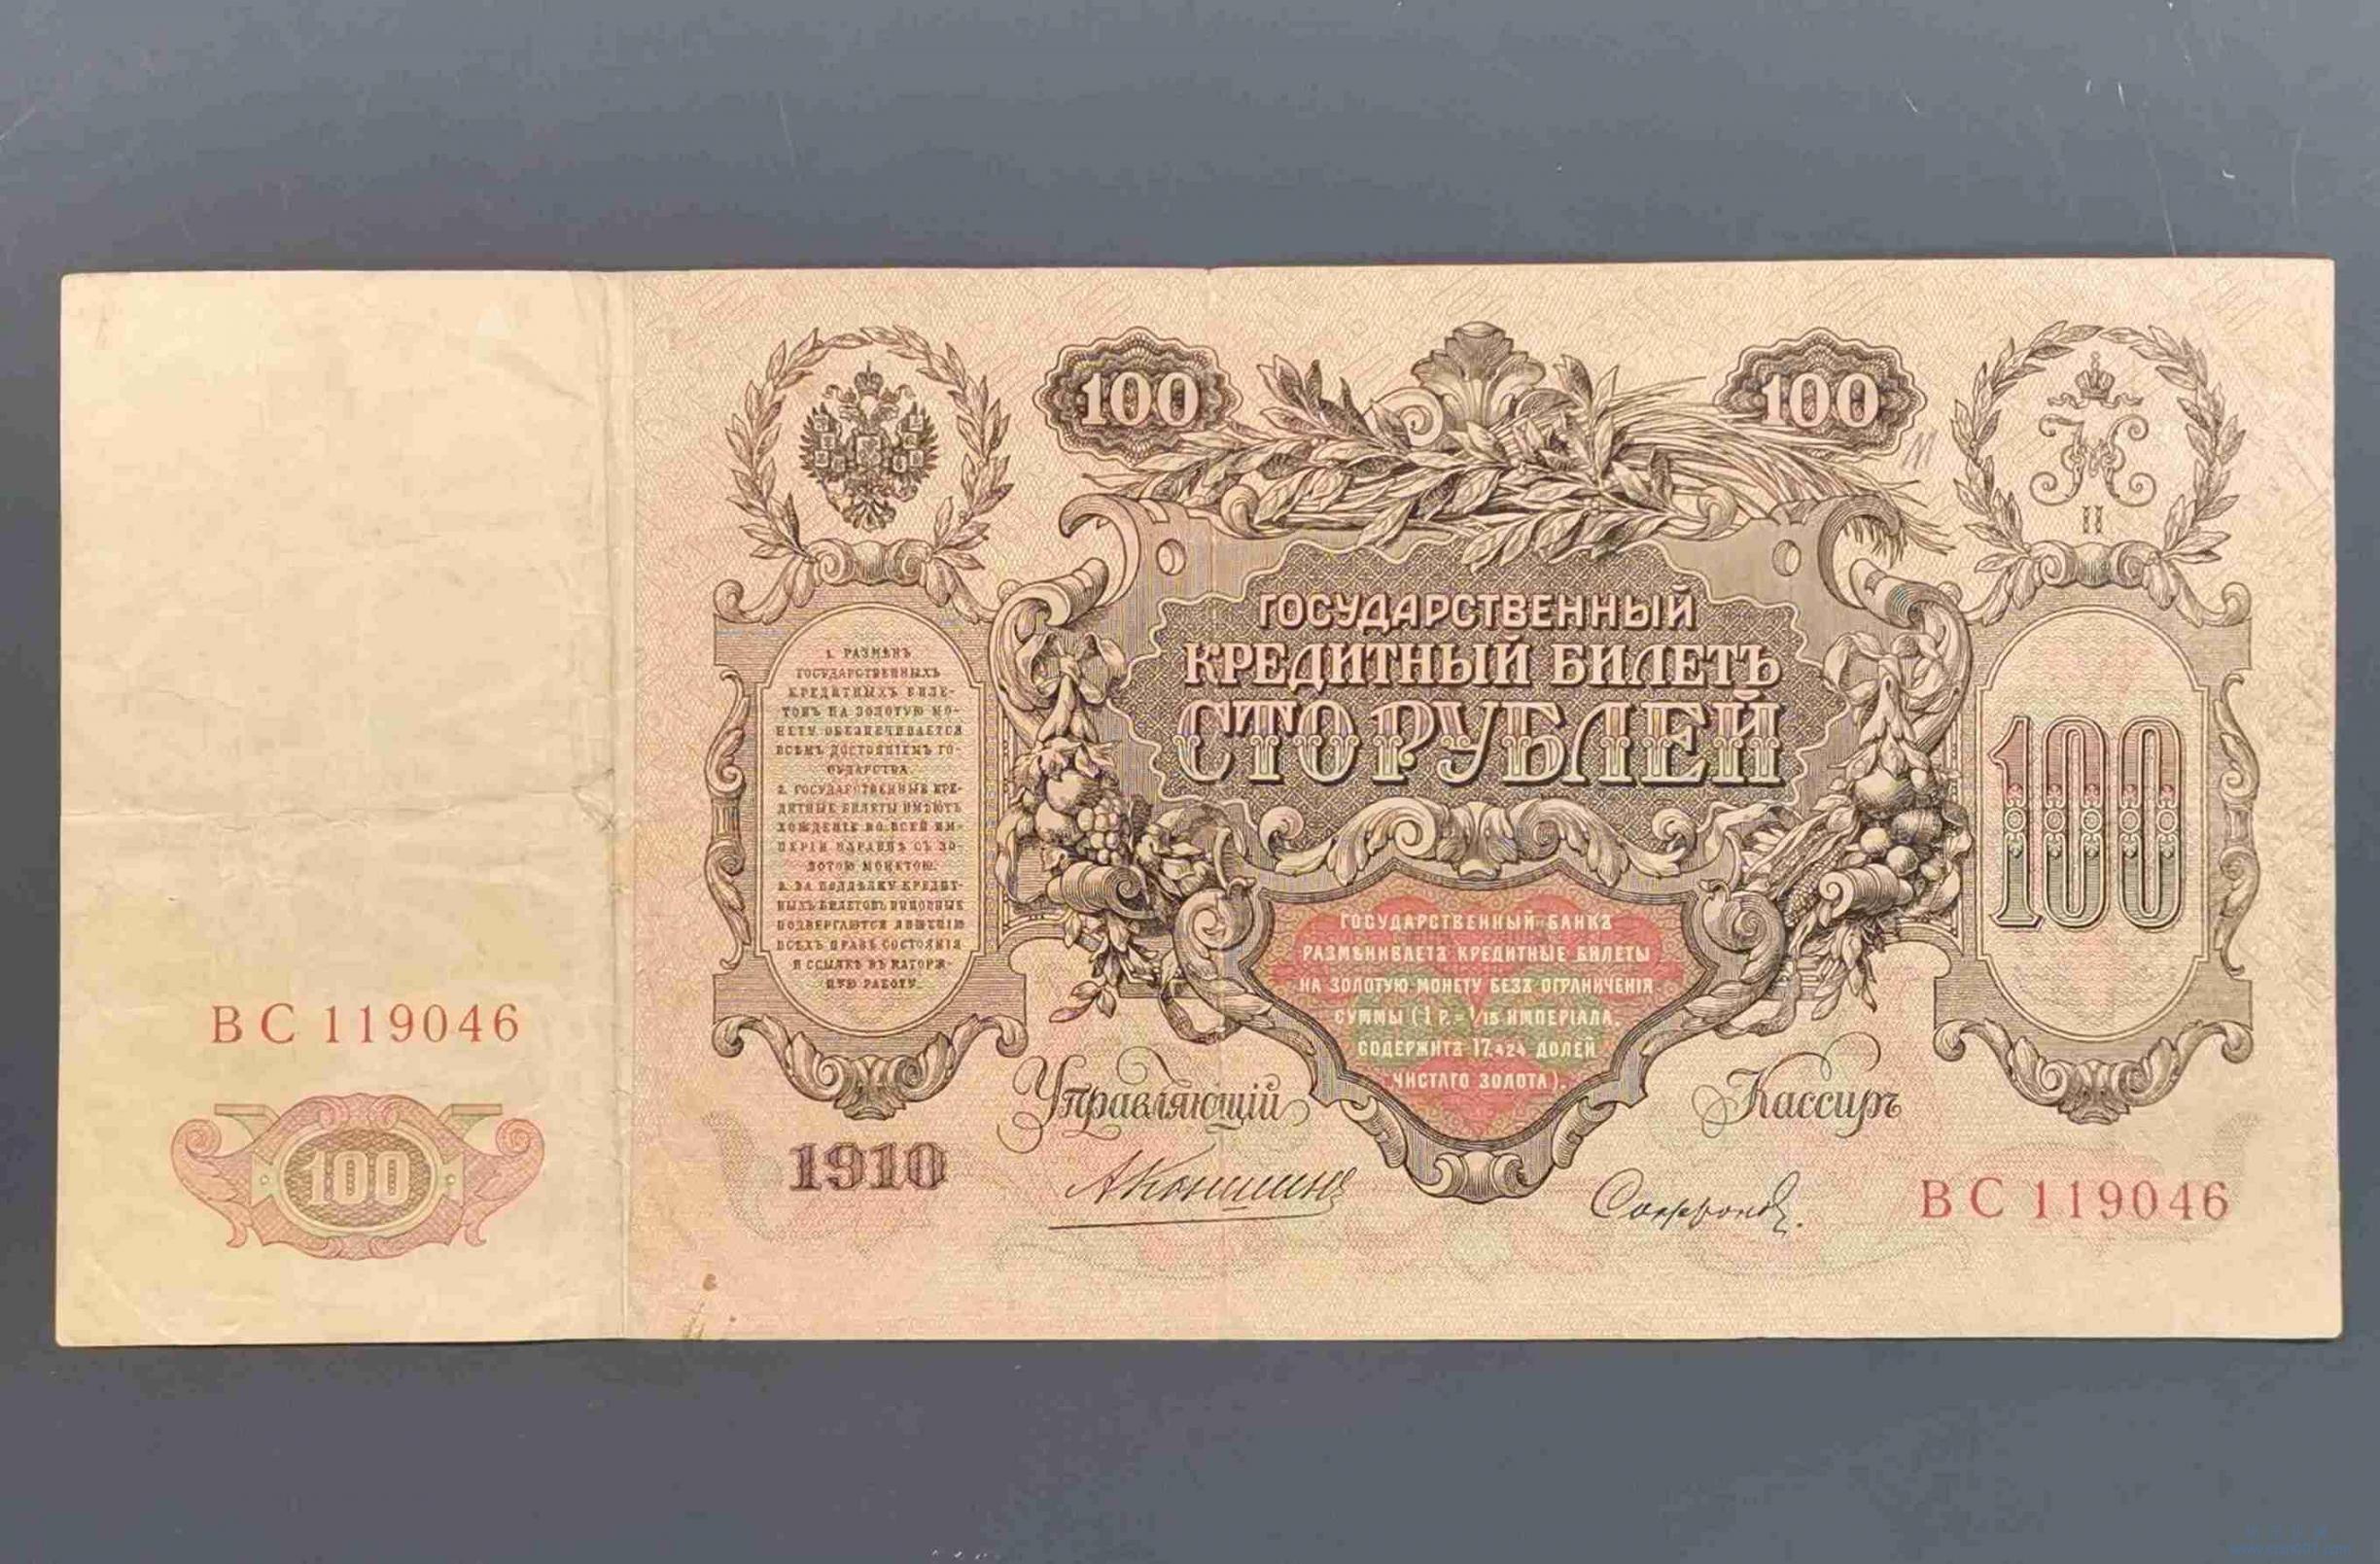 100
100
Н
II
ГОСУДАРСТВЕННЫЙ
КРЕДИТНЫЙ БИЛЕТЪ
СТО РУБЛЕЙ
1. РАЗМѢНЪ
ГОСУДАРСТВЕННЫХЪ
КРЕДИТНЫХЪ БИЛЕ-
ТОВЪ НА ЗОЛОТУЮ МО-
НЕТУ ОБЕЗПЕЧИВАЕТСЯ
ВСѢМЪ ДОСТОЯНІЕМЪ ГО-
СУДАРСТВА.
2. ГОСУДАРСТВЕННЫЕ КРЕ-
ДИТНЫЕ БИЛЕТЫ ИМѢЮТЪ
ХОЖДЕНІЕ ВО ВСЕЙ ИМ-
ПЕРІИ НАРАВНѢ СЪ ЗО-
ЛОТОЮ МОНЕТОЮ.
3. ЗА ПОДДѢЛКУ КРЕДИТ-
НЫХЪ БИЛЕТОВЪ ВИНОВНЫЕ
ПОДВЕРГАЮТСЯ ЛИШЕНІЮ
ВСѢХЪ ПРАВЪ СОСТОЯНІЯ
И ССЫЛКѢ ВЪ КАТОРЖ-
НУЮ РАБОТУ.
100
ГОСУДАРСТВЕННЫЙ БАНКЪ
РАЗМѢНИВАЕТЪ КРЕДИТНЫЕ БИЛЕТЫ
НА ЗОЛОТУЮ МОНЕТУ БЕЗЪ ОГРАНИЧЕНІЯ
СУММЫ (1 Р.= 1/15 ИМПЕРІАЛА,
СОДЕРЖИТЪ 17,424 ДОЛЕЙ
ЧИСТАГО ЗОЛОТА).
ВС 119046
100
Управляющій
Кассиръ
1910
АКоншинъ
Софроновъ.
ВС 119046